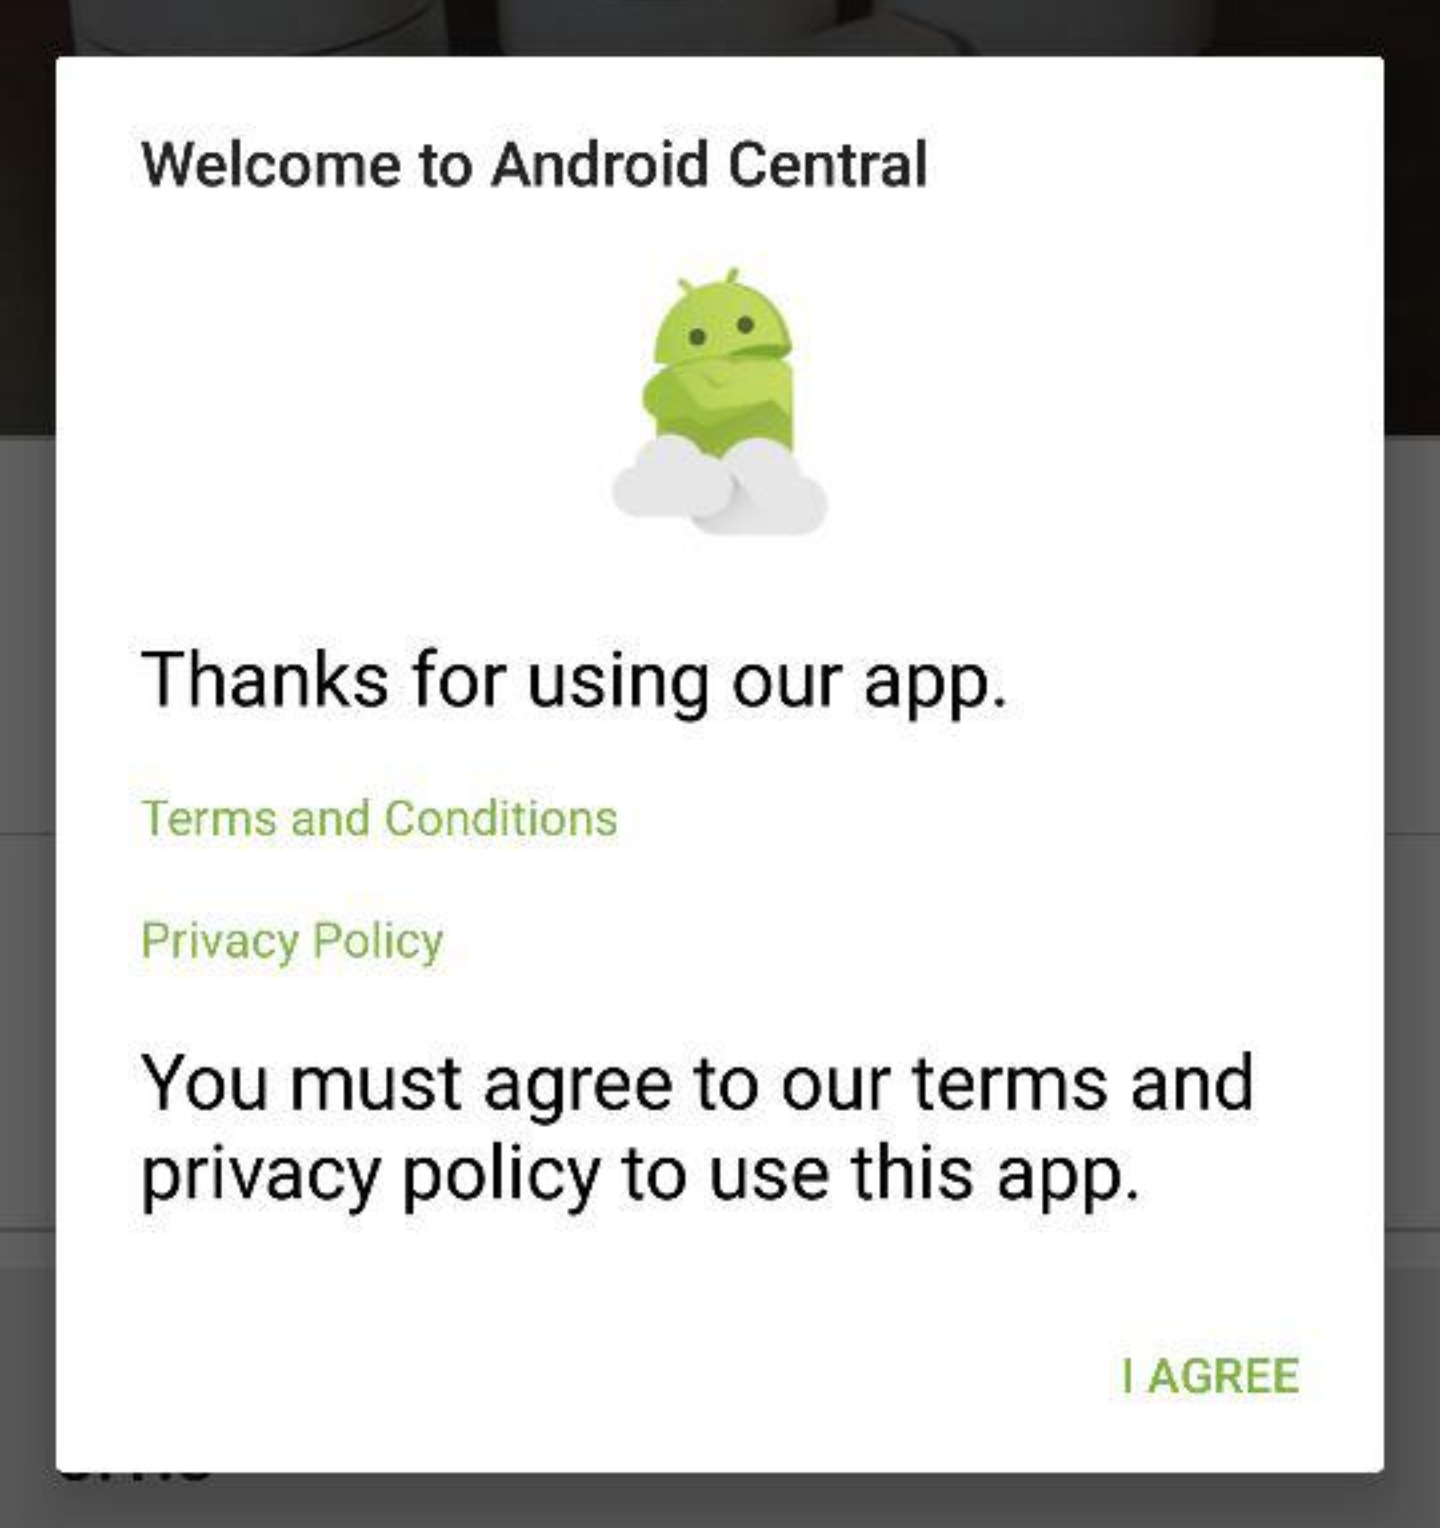 Welcome to Android Central
Thanks for using our app.
Terms and Conditions
Privacy Policy
You must agree to our terms and
privacy policy to use this app.
I AGREE